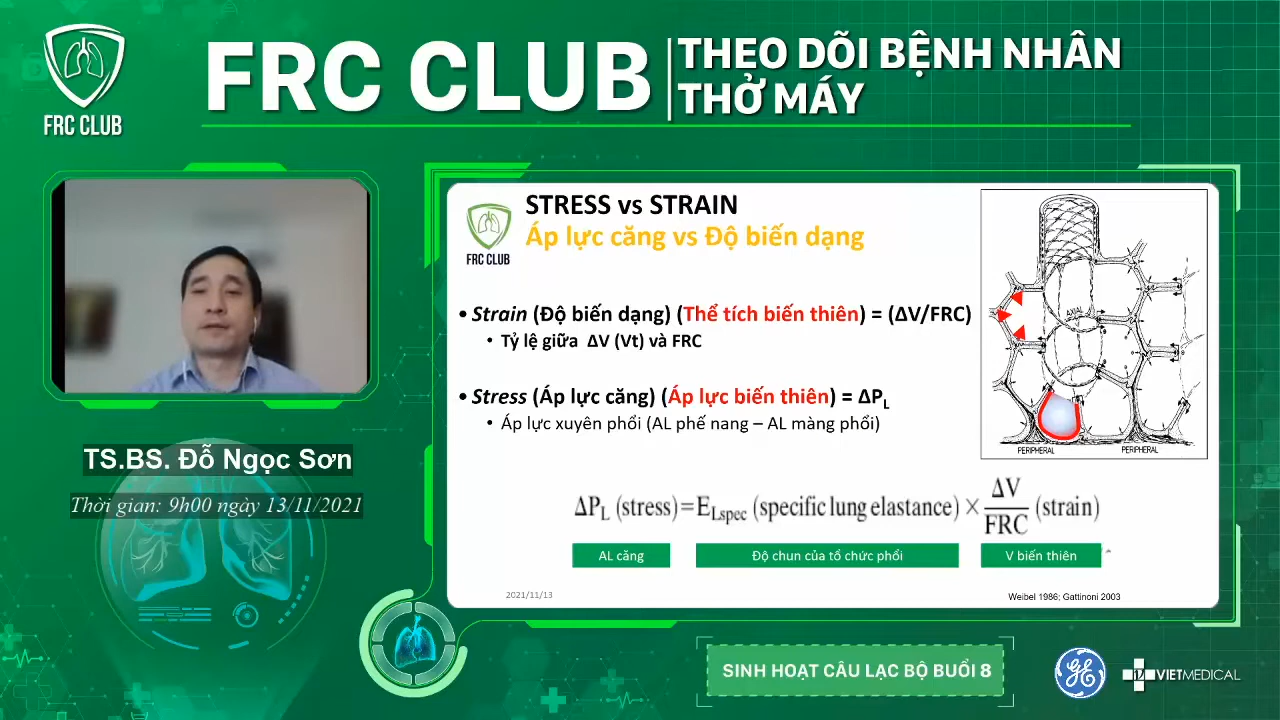 FRC CLUB
FRC CLUB
THEO DÕI BỆNH NHÂN
THỞ MÁY
STRESS vs STRAIN
Áp lực căng vs Độ biến dạng
FRC CLUB
• Strain (Độ biến dạng) (Thể tích biến thiên) = (ΔV/FRC)
• Tỷ lệ giữa ΔV (Vt) và FRC
• Stress (Áp lực căng) (Áp lực biến thiên) = ΔPL
• Áp lực xuyên phổi (AL phế nang – AL màng phổi)
AXIAL
PERIPHERAL
PERIPHERAL
ΔPL (stress)=ELspec (specific lung elastance) × ΔV/FRC (strain)
AL căng
Độ chun của tổ chức phổi
V biến thiên
2021/11/13
Weibel 1986; Gattinoni 2003
TS.BS. Đỗ Ngọc Sơn
Thời gian: 9h00 ngày 13/11/2021
SINH HOẠT CÂU LẠC BỘ BUỔI 8
GE
VIETMEDICAL